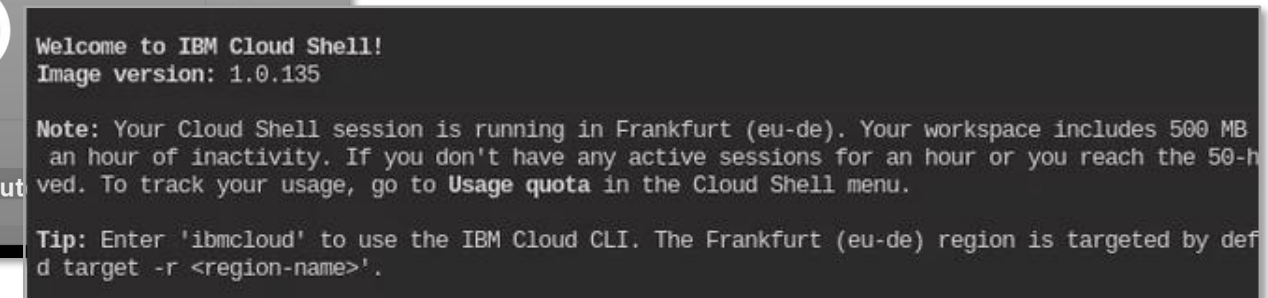 Welcome to IBM Cloud Shell!
Image version: 1.0.135
Note: Your Cloud Shell session is running in Frankfurt (eu-de). Your workspace includes 500 MB
an hour of inactivity. If you don't have any active sessions for an hour or you reach the 50-h
ut
ved. To track your usage, go to Usage quota in the Cloud Shell menu.
Tip: Enter 'ibmcloud' to use the IBM Cloud CLI. The Frankfurt (eu-de) region is targeted by def
d target -r <region-name>'.